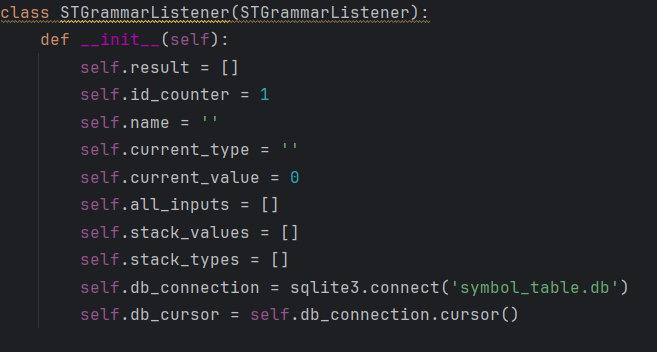 class STGrammarListener(STGrammarListener):
def __init__(self):
self.result = []
self.id_counter = 1
self.name = ''
self.current_type = ''
self.current_value = 0
self.all_inputs = []
self.stack_values = []
self.stack_types = []
self.db_connection = sqlite3.connect('symbol_table.db')
self.db_cursor = self.db_connection.cursor()